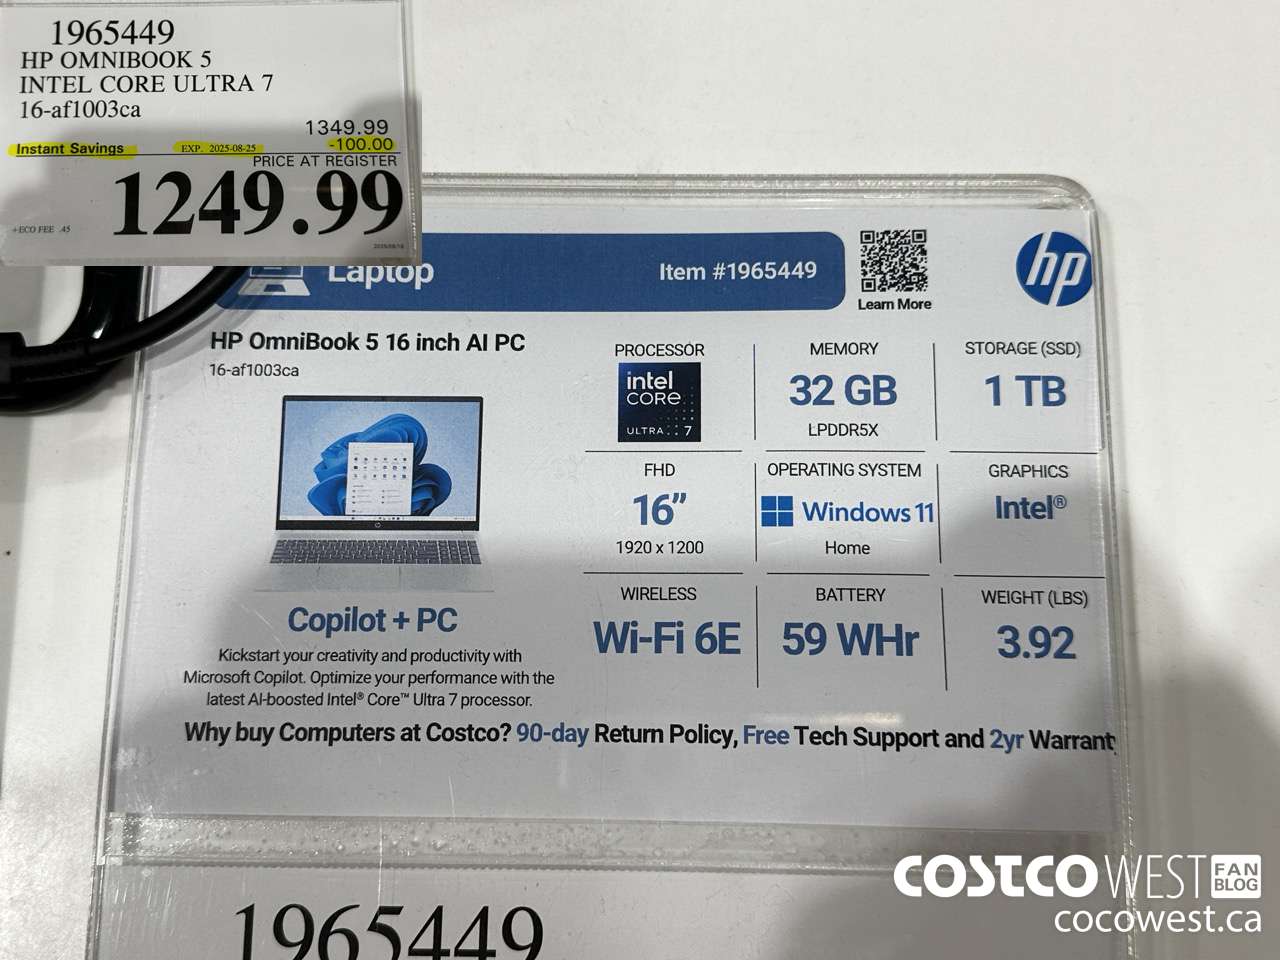 1965449
HP OMNIBOOK 5
INTEL CORE ULTRA 7
16-af1003ca
1349.99
Instant Savings EXP. 2025-08-25 -100.00
PRICE AT REGISTER
1249.99
+ECO FEE .45
Laptop
Item #1965449
Learn More
hp
HP OmniBook 5 16 inch AI PC
16-af1003ca
Copilot + PC
Kickstart your creativity and productivity with
Microsoft Copilot. Optimize your performance with the
latest AI-boosted Intel® Core™ Ultra 7 processor.
PROCESSOR
intel
CORE
ULTRA 7
MEMORY
32 GB
LPDDR5X
STORAGE (SSD)
1 TB
FHD
16”
1920 x 1200
OPERATING SYSTEM
Windows 11
Home
GRAPHICS
Intel®
WIRELESS
Wi-Fi 6E
BATTERY
59 WHr
WEIGHT (LBS)
3.92
Why buy Computers at Costco? 90-day Return Policy, Free Tech Support and 2yr Warrant
1965449
COSTCO WEST FAN BLOG
cocowest.ca